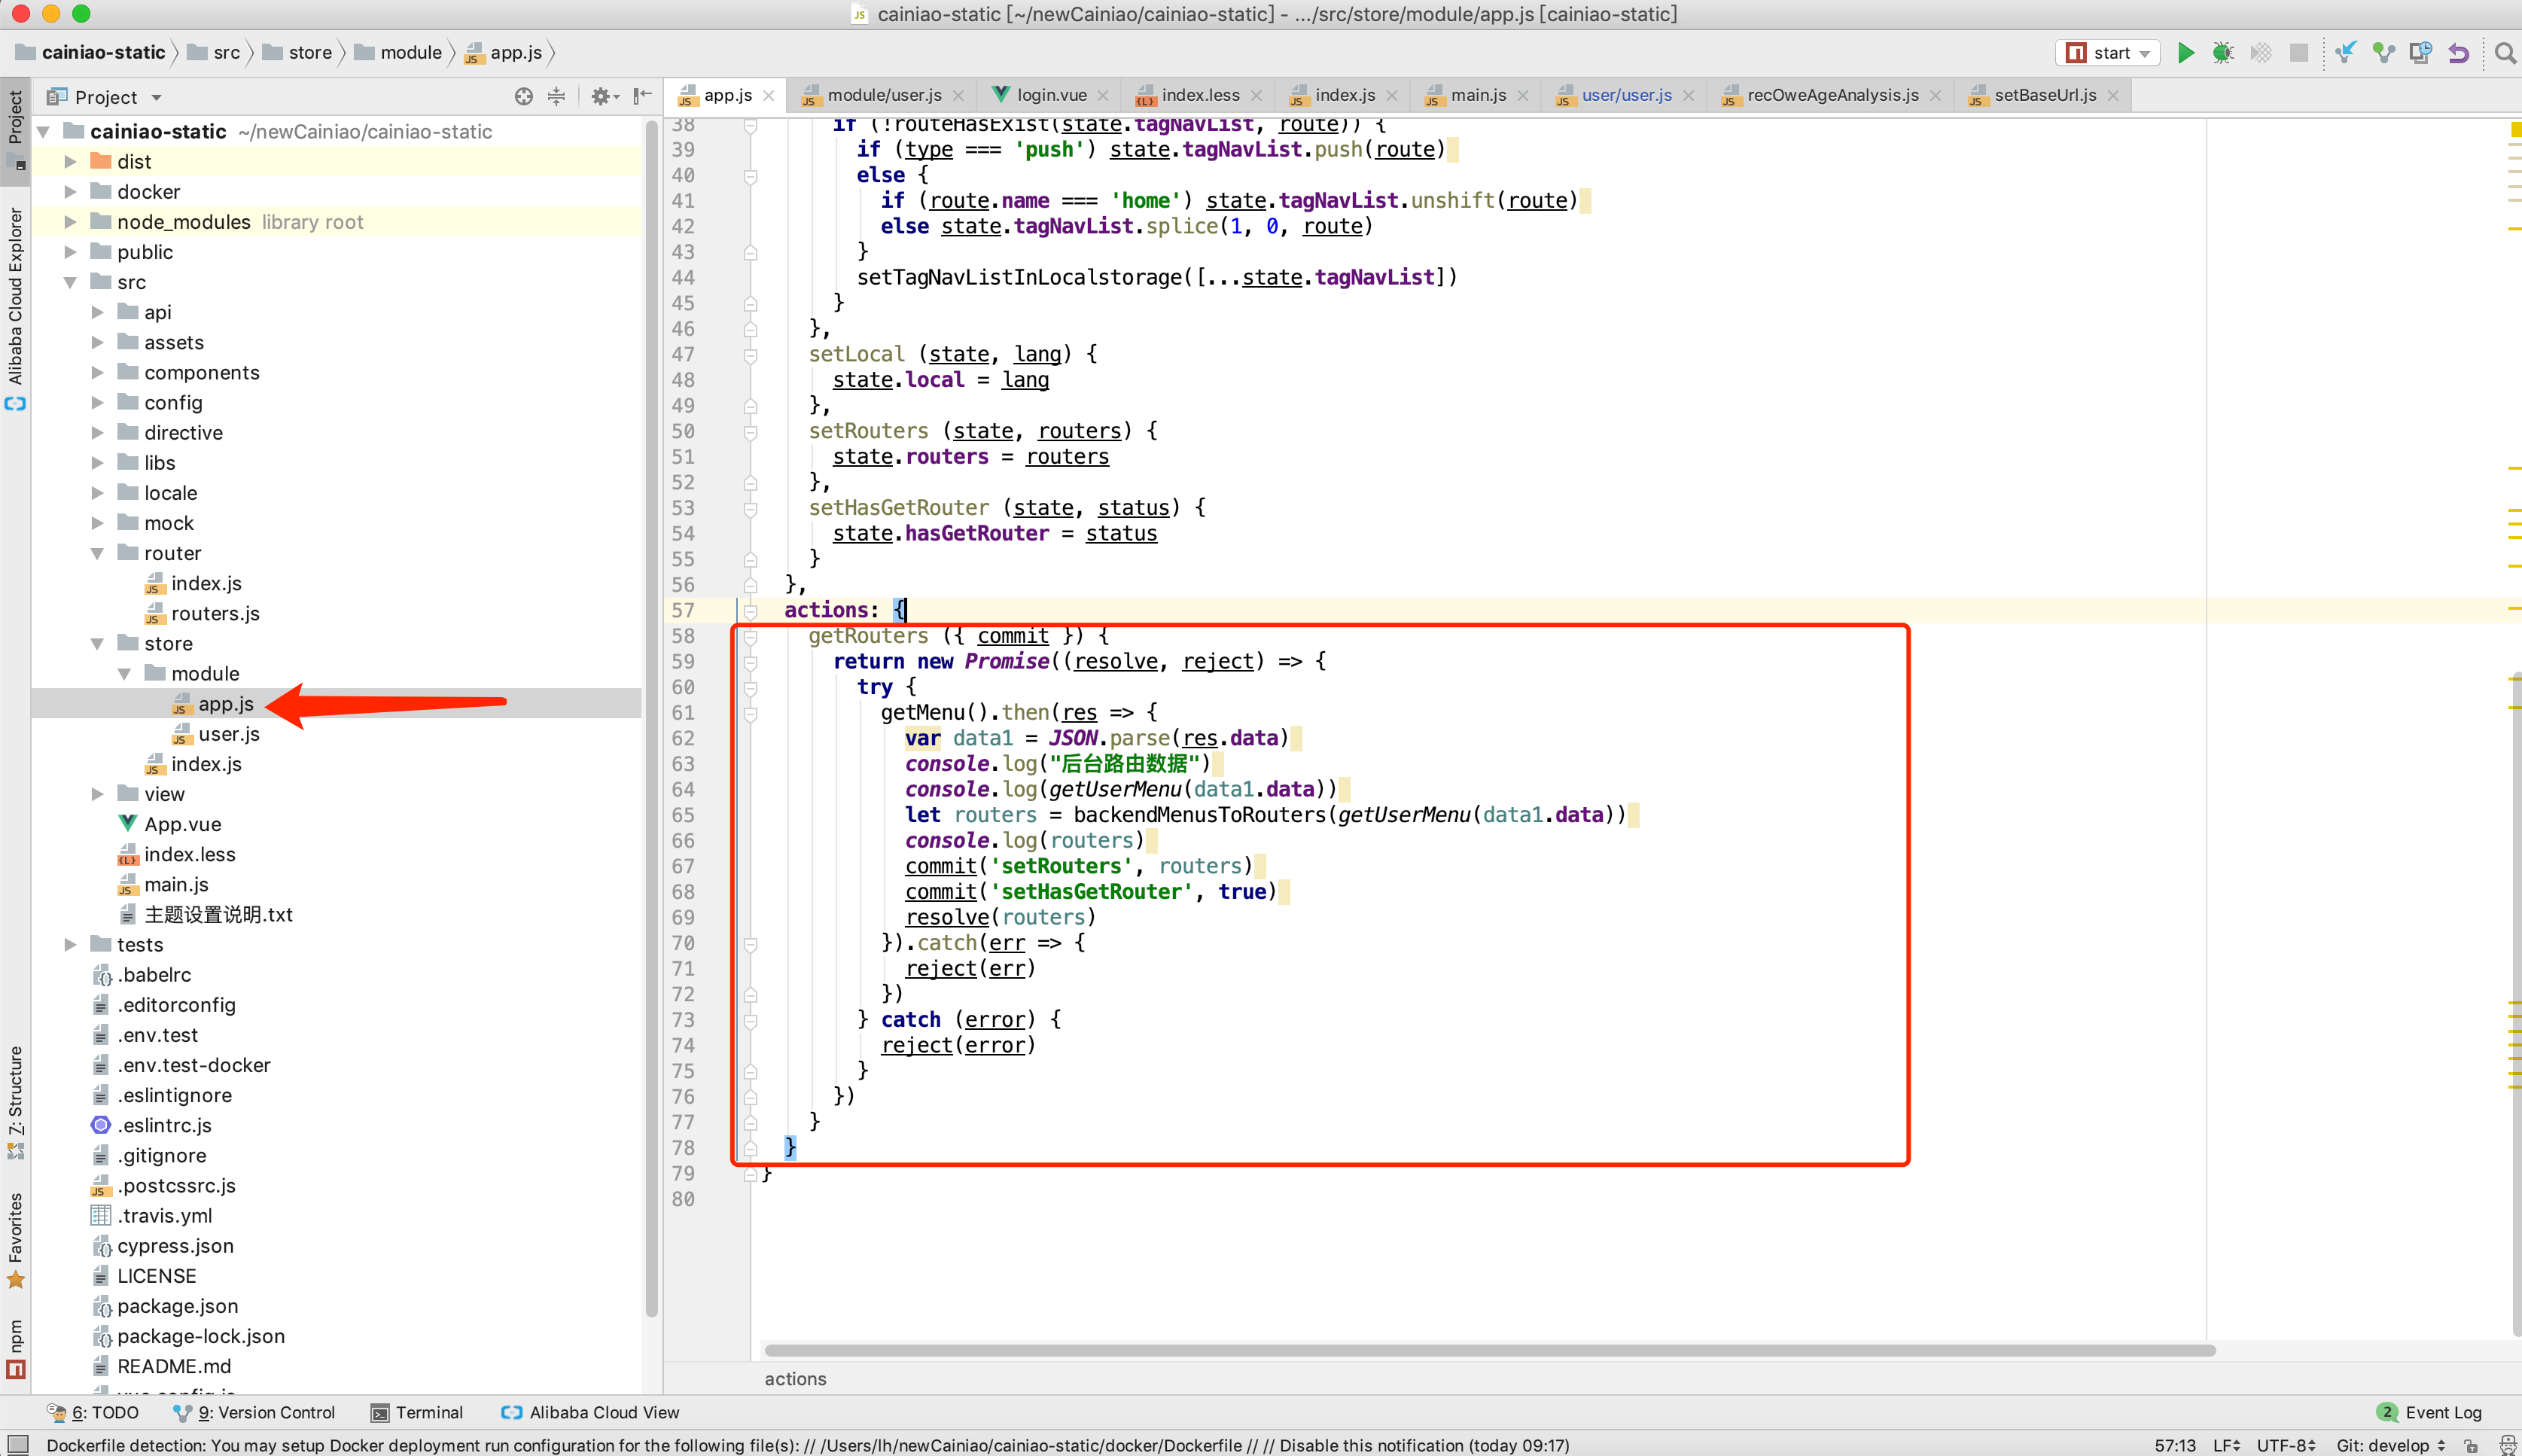 cainiao-static [~/newCainiao/cainiao-static] - .../src/store/module/app.js [cainiao-static]
cainiao-static src store module app.js
start
Project
app.js module/user.js login.vue index.less index.js main.js user/user.js recOweAgeAnalysis.js setBaseUrl.js
Project
Alibaba Cloud Explorer
Z: Structure
Favorites
npm
cainiao-static ~/newCainiao/cainiao-static
dist
docker
node_modules library root
public
src
api
assets
components
config
directive
libs
locale
mock
router
index.js
routers.js
store
module
app.js
user.js
index.js
view
App.vue
index.less
main.js
主题设置说明.txt
tests
.babelrc
.editorconfig
.env.test
.env.test-docker
.eslintignore
.eslintrc.js
.gitignore
.postcssrc.js
.travis.yml
cypress.json
LICENSE
package.json
package-lock.json
README.md
38 if (!routeHasExist(state.tagNavList, route)) {
39 if (type === 'push') state.tagNavList.push(route)
40 else {
41 if (route.name === 'home') state.tagNavList.unshift(route)
42 else state.tagNavList.splice(1, 0, route)
43 }
44 setTagNavListInLocalstorage([...state.tagNavList])
45 }
46 },
47 setLocal (state, lang) {
48 state.local = lang
49 },
50 setRouters (state, routers) {
51 state.routers = routers
52 },
53 setHasGetRouter (state, status) {
54 state.hasGetRouter = status
55 }
56 },
57 actions: {
58 getRouters ({ commit }) {
59 return new Promise((resolve, reject) => {
60 try {
61 getMenu().then(res => {
62 var data1 = JSON.parse(res.data)
63 console.log("后台路由数据")
64 console.log(getUserMenu(data1.data))
65 let routers = backendMenusToRouters(getUserMenu(data1.data))
66 console.log(routers)
67 commit('setRouters', routers)
68 commit('setHasGetRouter', true)
69 resolve(routers)
70 }).catch(err => {
71 reject(err)
72 })
73 } catch (error) {
74 reject(error)
75 }
76 })
77 }
78 }
79 }
80
actions
6: TODO 9: Version Control Terminal Alibaba Cloud View 2 Event Log
Dockerfile detection: You may setup Docker deployment run configuration for the following file(s): // /Users/lh/newCainiao/cainiao-static/docker/Dockerfile // // Disable this notification (today 09:17) 57:13 LF UTF-8 Git: develop